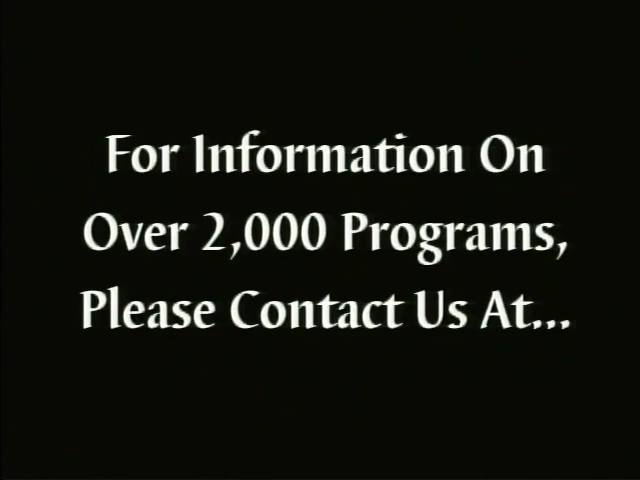 For Information On
Over 2,000 Programs,
Please Contact Us At...